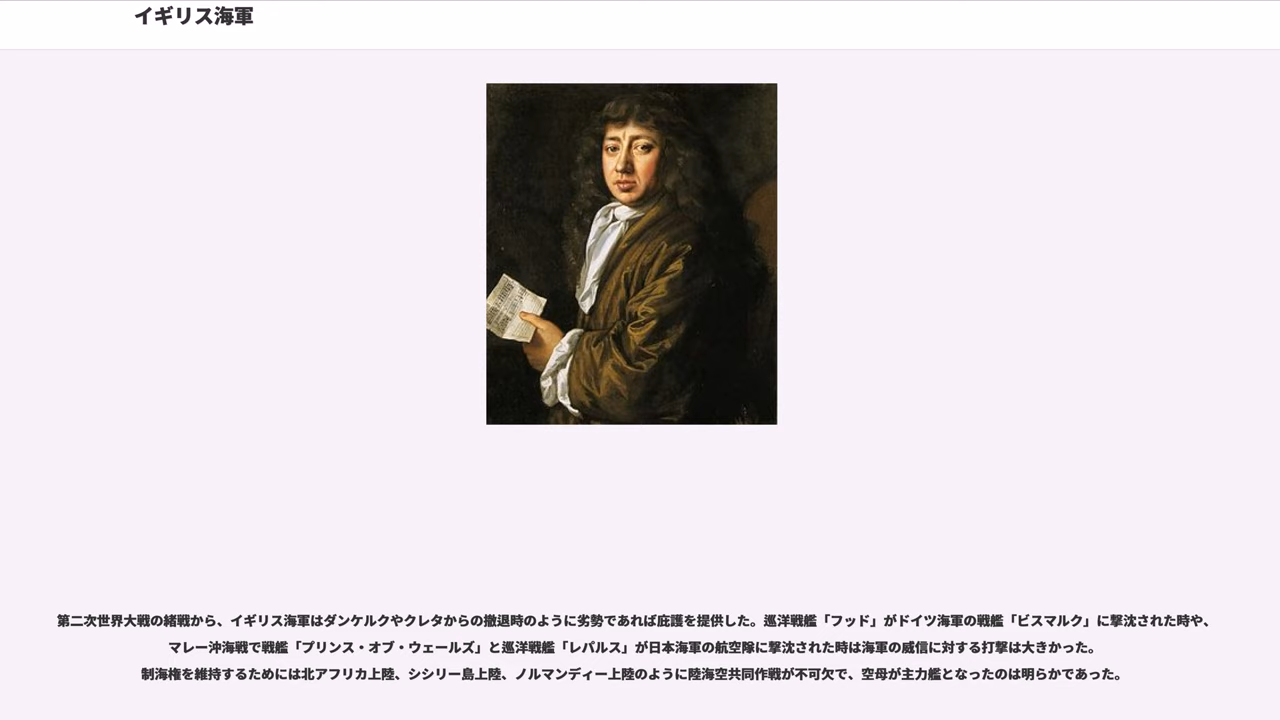 イギリス海軍
第二次世界大戦の緒戦から、イギリス海軍はダンケルクやクレタからの撤退時のように劣勢であれば庇護を提供した。巡洋戦艦「フッド」がドイツ海軍の戦艦「ビスマルク」に撃沈された時や、
マレー沖海戦で戦艦「プリンス・オブ・ウェールズ」と巡洋戦艦「レパルス」が日本海軍の航空隊に撃沈された時は海軍の威信に対する打撃は大きかった。
制海権を維持するためには北アフリカ上陸、シシリー島上陸、ノルマンディー上陸のように陸海空共同作戦が不可欠で、空母が主力艦となったのは明らかであった。